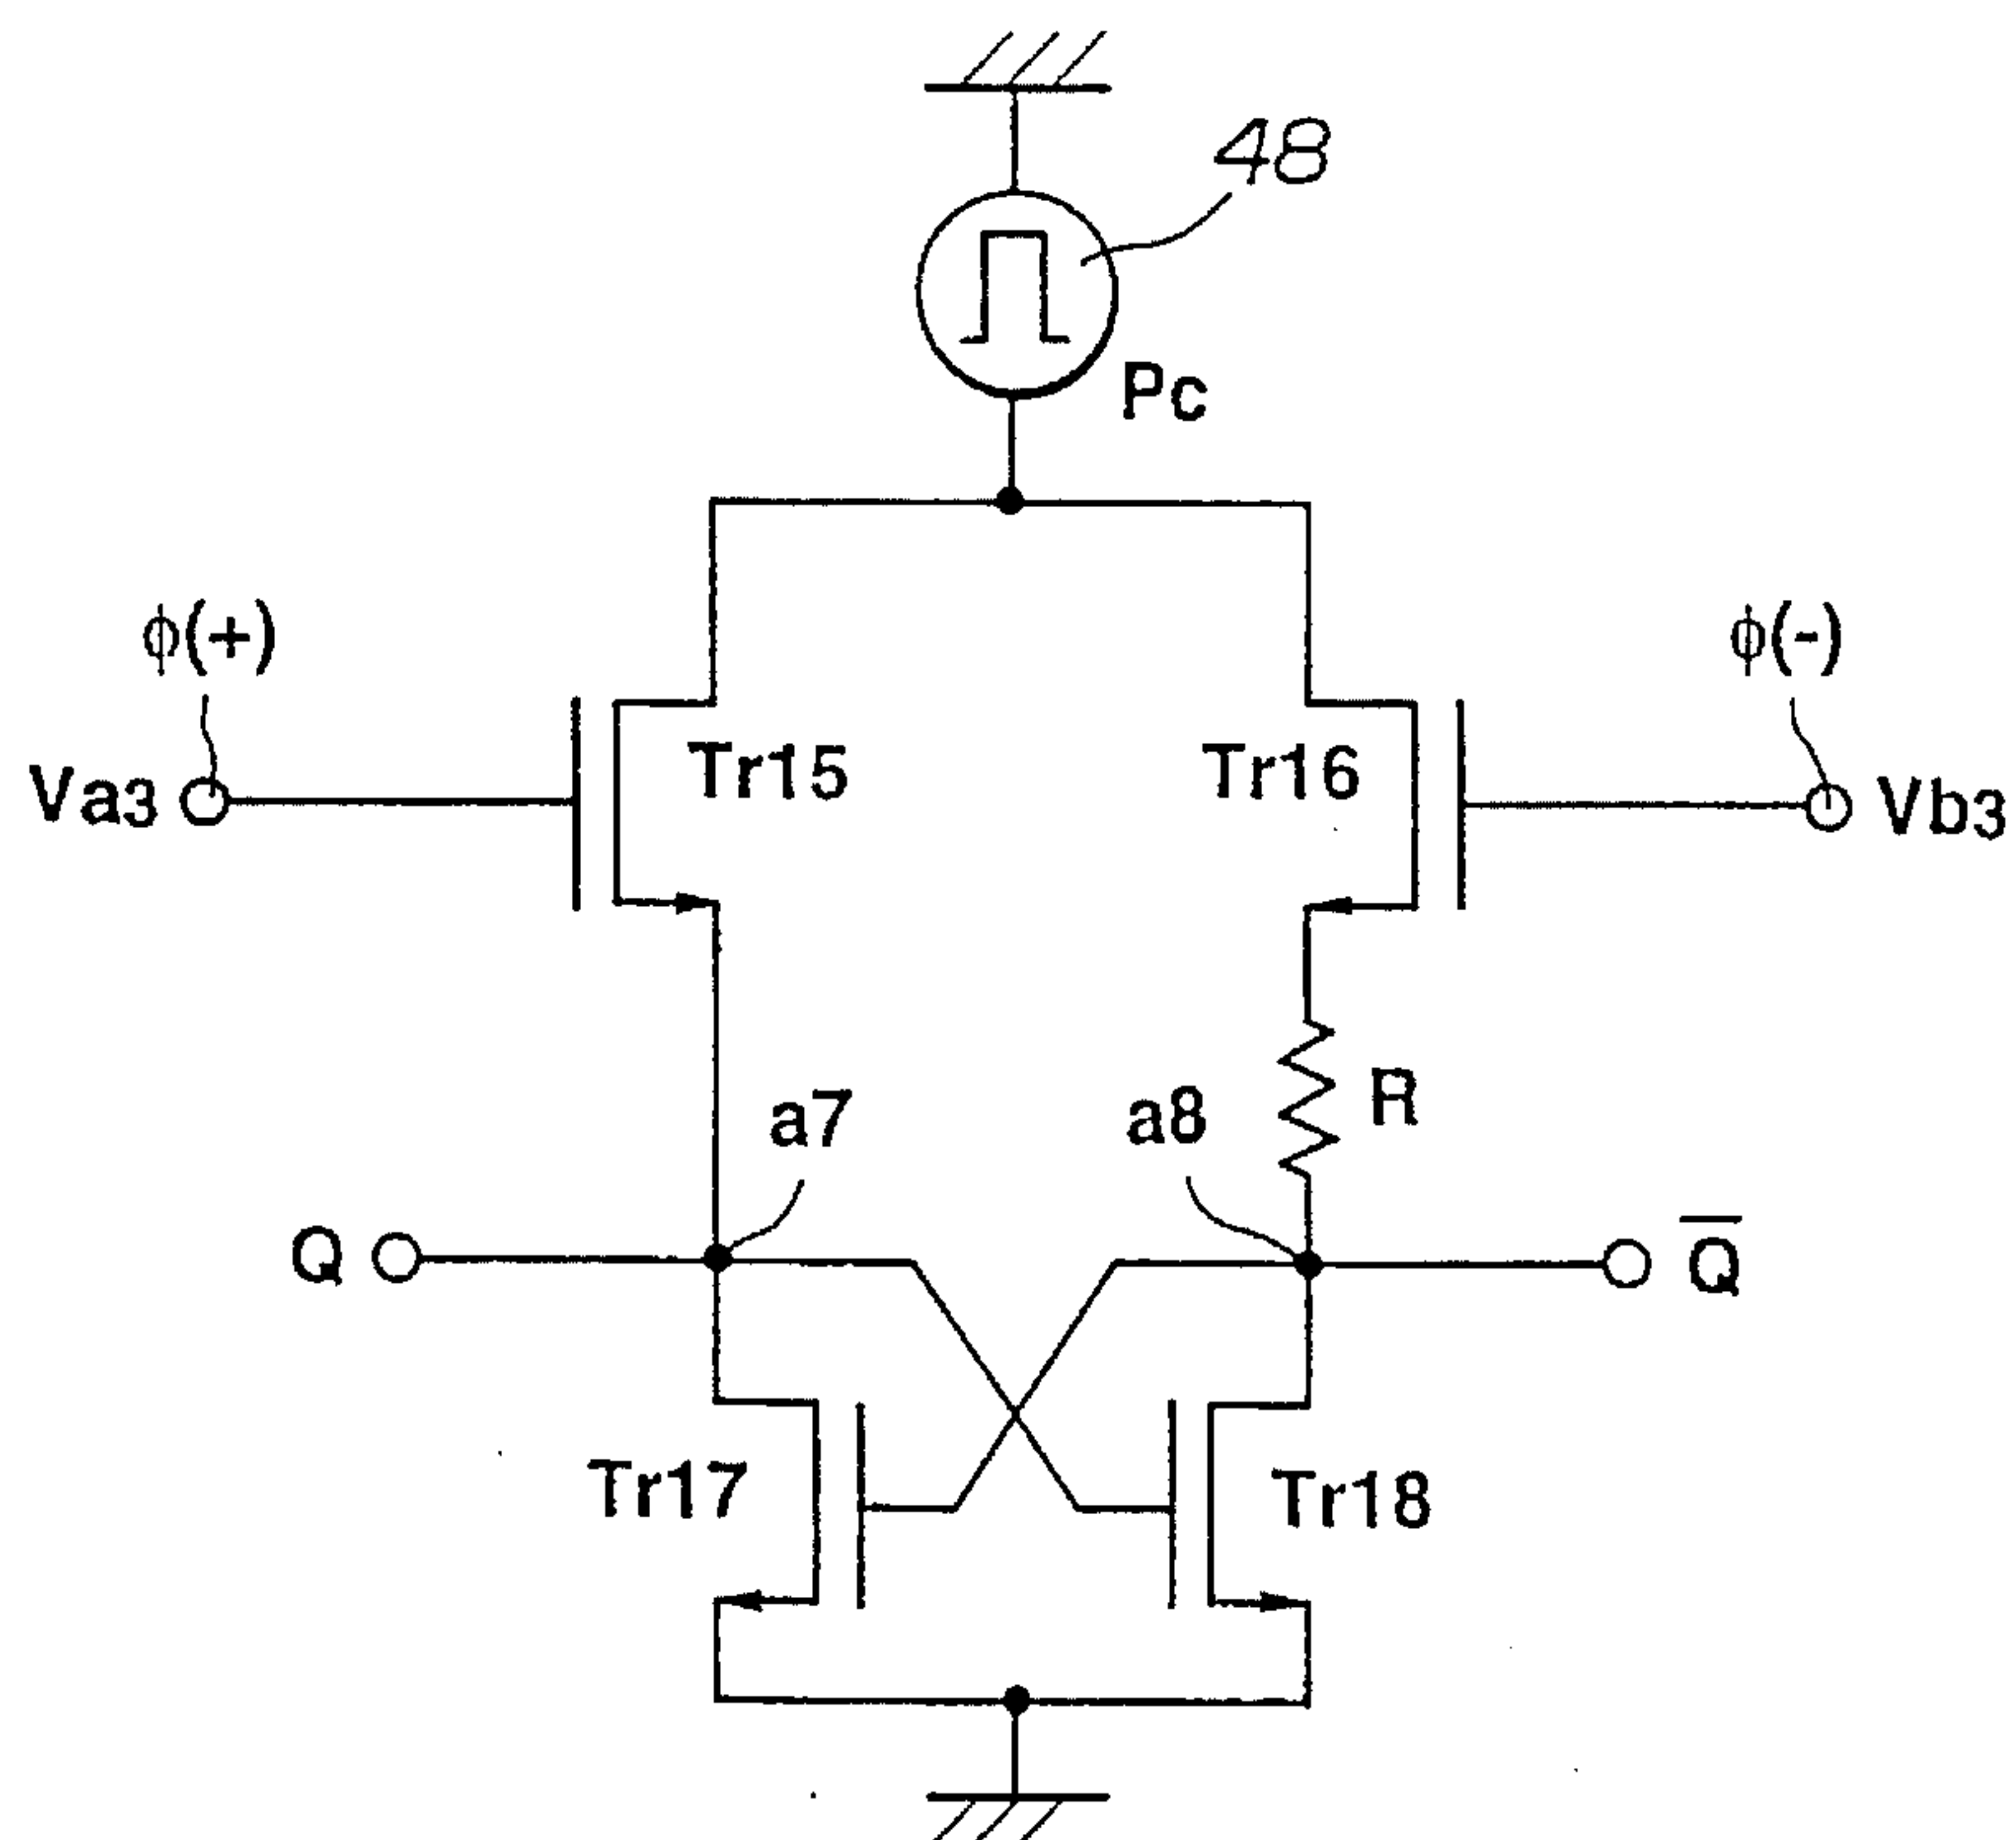 48
Pc
ϕ(+)
ϕ(-)
Va3
Tr15
Tr16
Vb3
R
a7
a8
Q
Q̅
Tr17
Tr18